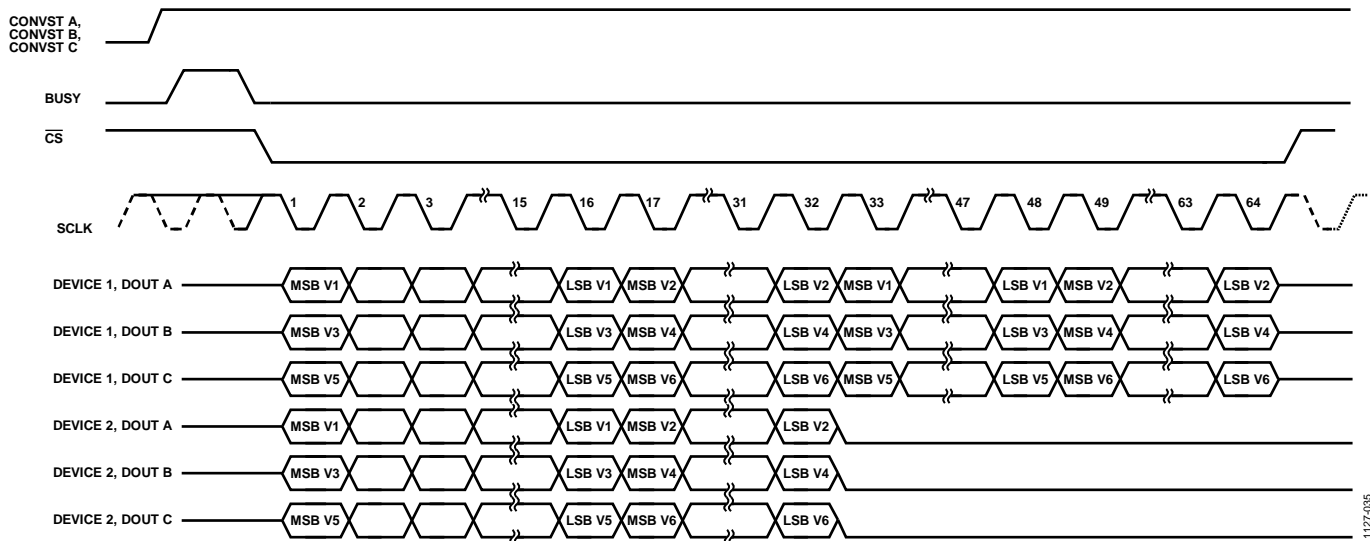 CONVST A,
CONVST B,
CONVST C
BUSY
CS
SCLK
1 2 3 15 16 17 31 32 33 47 48 49 63 64
DEVICE 1, DOUT A MSB V1 LSB V1 MSB V2 LSB V2 MSB V1 LSB V1 MSB V2 LSB V2
DEVICE 1, DOUT B MSB V3 LSB V3 MSB V4 LSB V4 MSB V3 LSB V3 MSB V4 LSB V4
DEVICE 1, DOUT C MSB V5 LSB V5 MSB V6 LSB V6 MSB V5 LSB V5 MSB V6 LSB V6
DEVICE 2, DOUT A MSB V1 LSB V1 MSB V2 LSB V2
DEVICE 2, DOUT B MSB V3 LSB V3 MSB V4 LSB V4
DEVICE 2, DOUT C MSB V5 LSB V5 MSB V6 LSB V6
1127-035